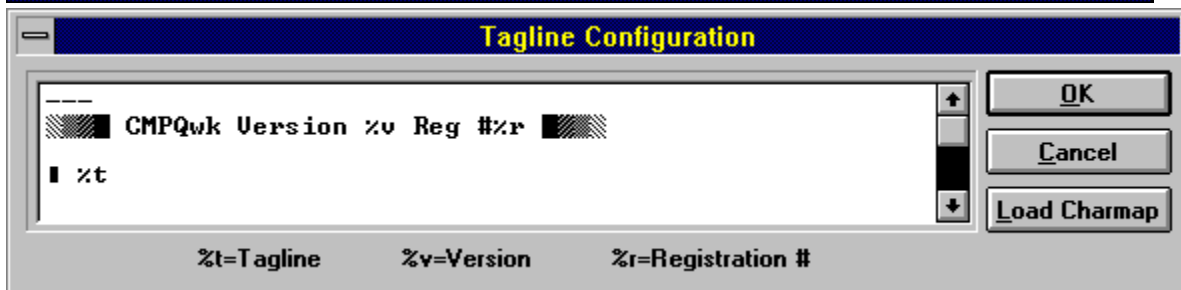 Tagline Configuration
---
░▒▓█ CMPQwk Version %v Reg #%r █▓▒░
▌ %t
OK
Cancel
Load Charmap
%t=Tagline %v=Version %r=Registration #